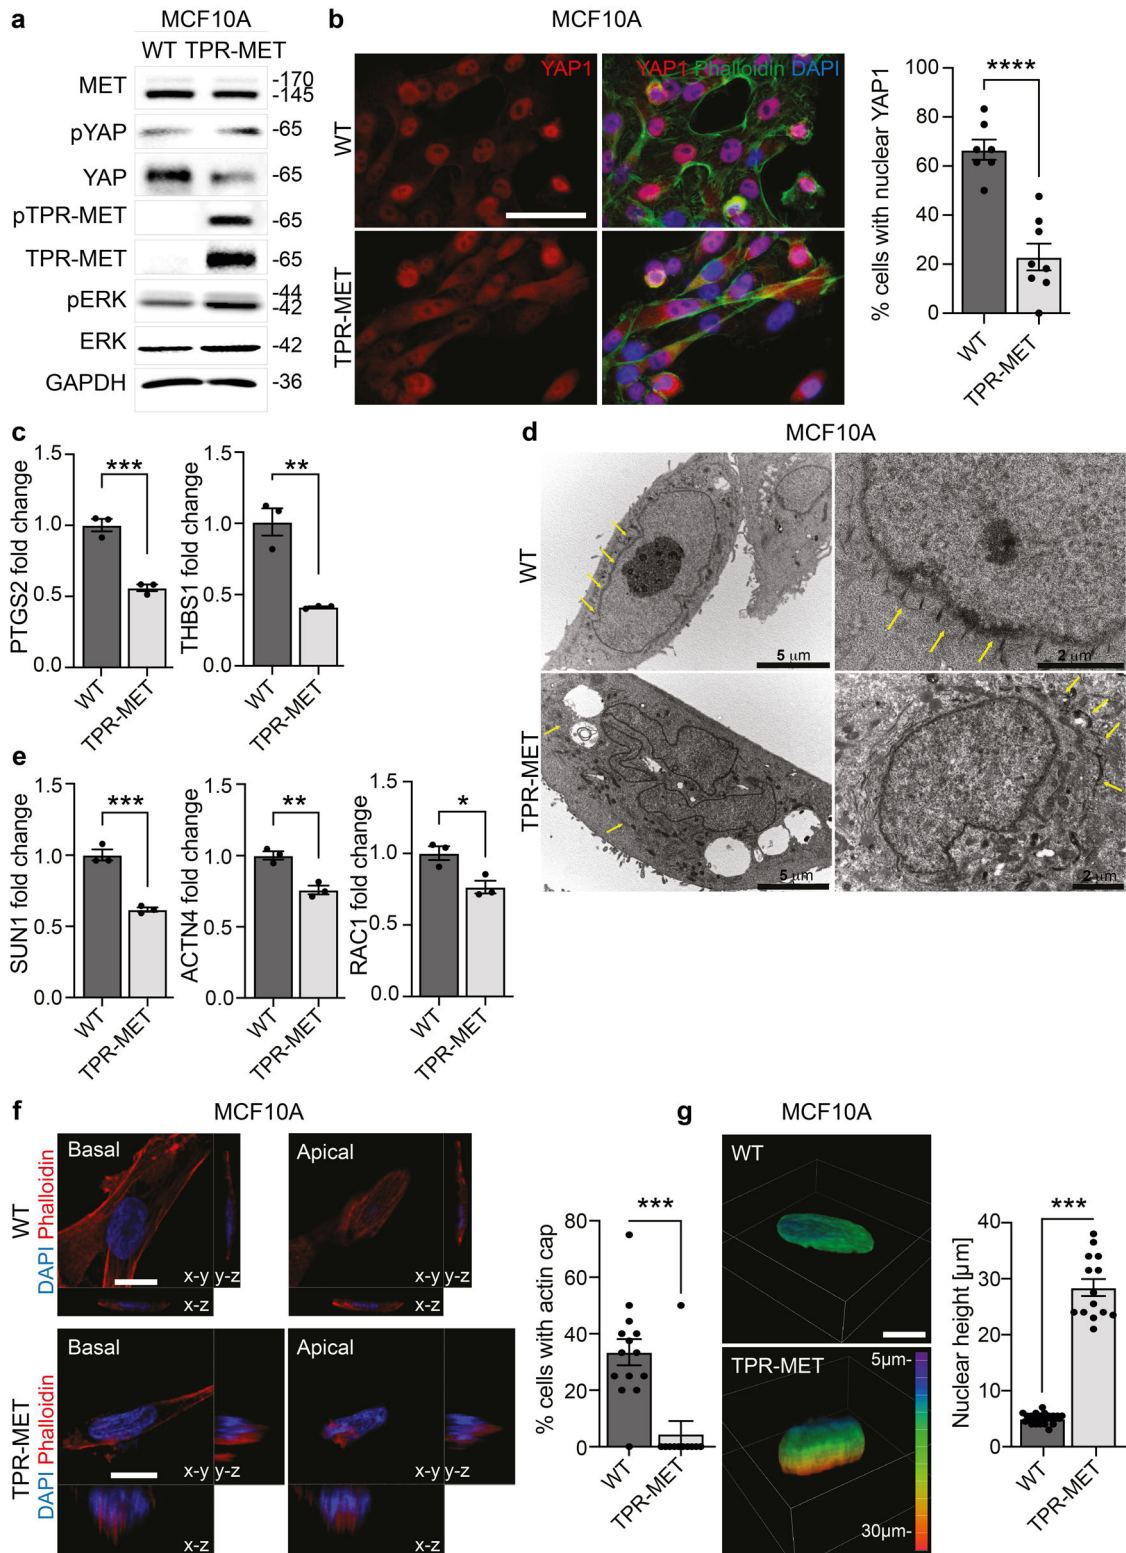 a
MCF10A
WT TPR-MET
MET
-170
-145
pYAP
-65
YAP
-65
pTPR-MET
-65
TPR-MET
-65
pERK
-44
-42
ERK
-42
GAPDH
-36
b
MCF10A
YAP1
YAP1 Phalloidin DAPI
WT
TPR-MET
% cells with nuclear YAP1
100
80
60
40
20
0
****
WT
TPR-MET
c
PTGS2 fold change
1.5
1.0
0.5
0.0
***
WT
TPR-MET
THBS1 fold change
1.5
1.0
0.5
0.0
**
WT
TPR-MET
d
MCF10A
WT
5 µm
2 µm
TPR-MET
5 µm
2 µm
e
SUN1 fold change
1.5
1.0
0.5
0.0
***
WT
TPR-MET
ACTN4 fold change
1.5
1.0
0.5
0.0
**
WT
TPR-MET
RAC1 fold change
1.5
1.0
0.5
0.0
*
WT
TPR-MET
f
MCF10A
WT
DAPI Phalloidin
Basal
x-y
y-z
x-z
Apical
x-y
y-z
x-z
TPR-MET
DAPI Phalloidin
Basal
x-y
y-z
x-z
Apical
x-y
y-z
x-z
% cells with actin cap
80
60
40
20
0
***
WT
TPR-MET
g
MCF10A
WT
TPR-MET
5µm-
30µm-
Nuclear height [µm]
40
30
20
10
0
***
WT
TPR-MET